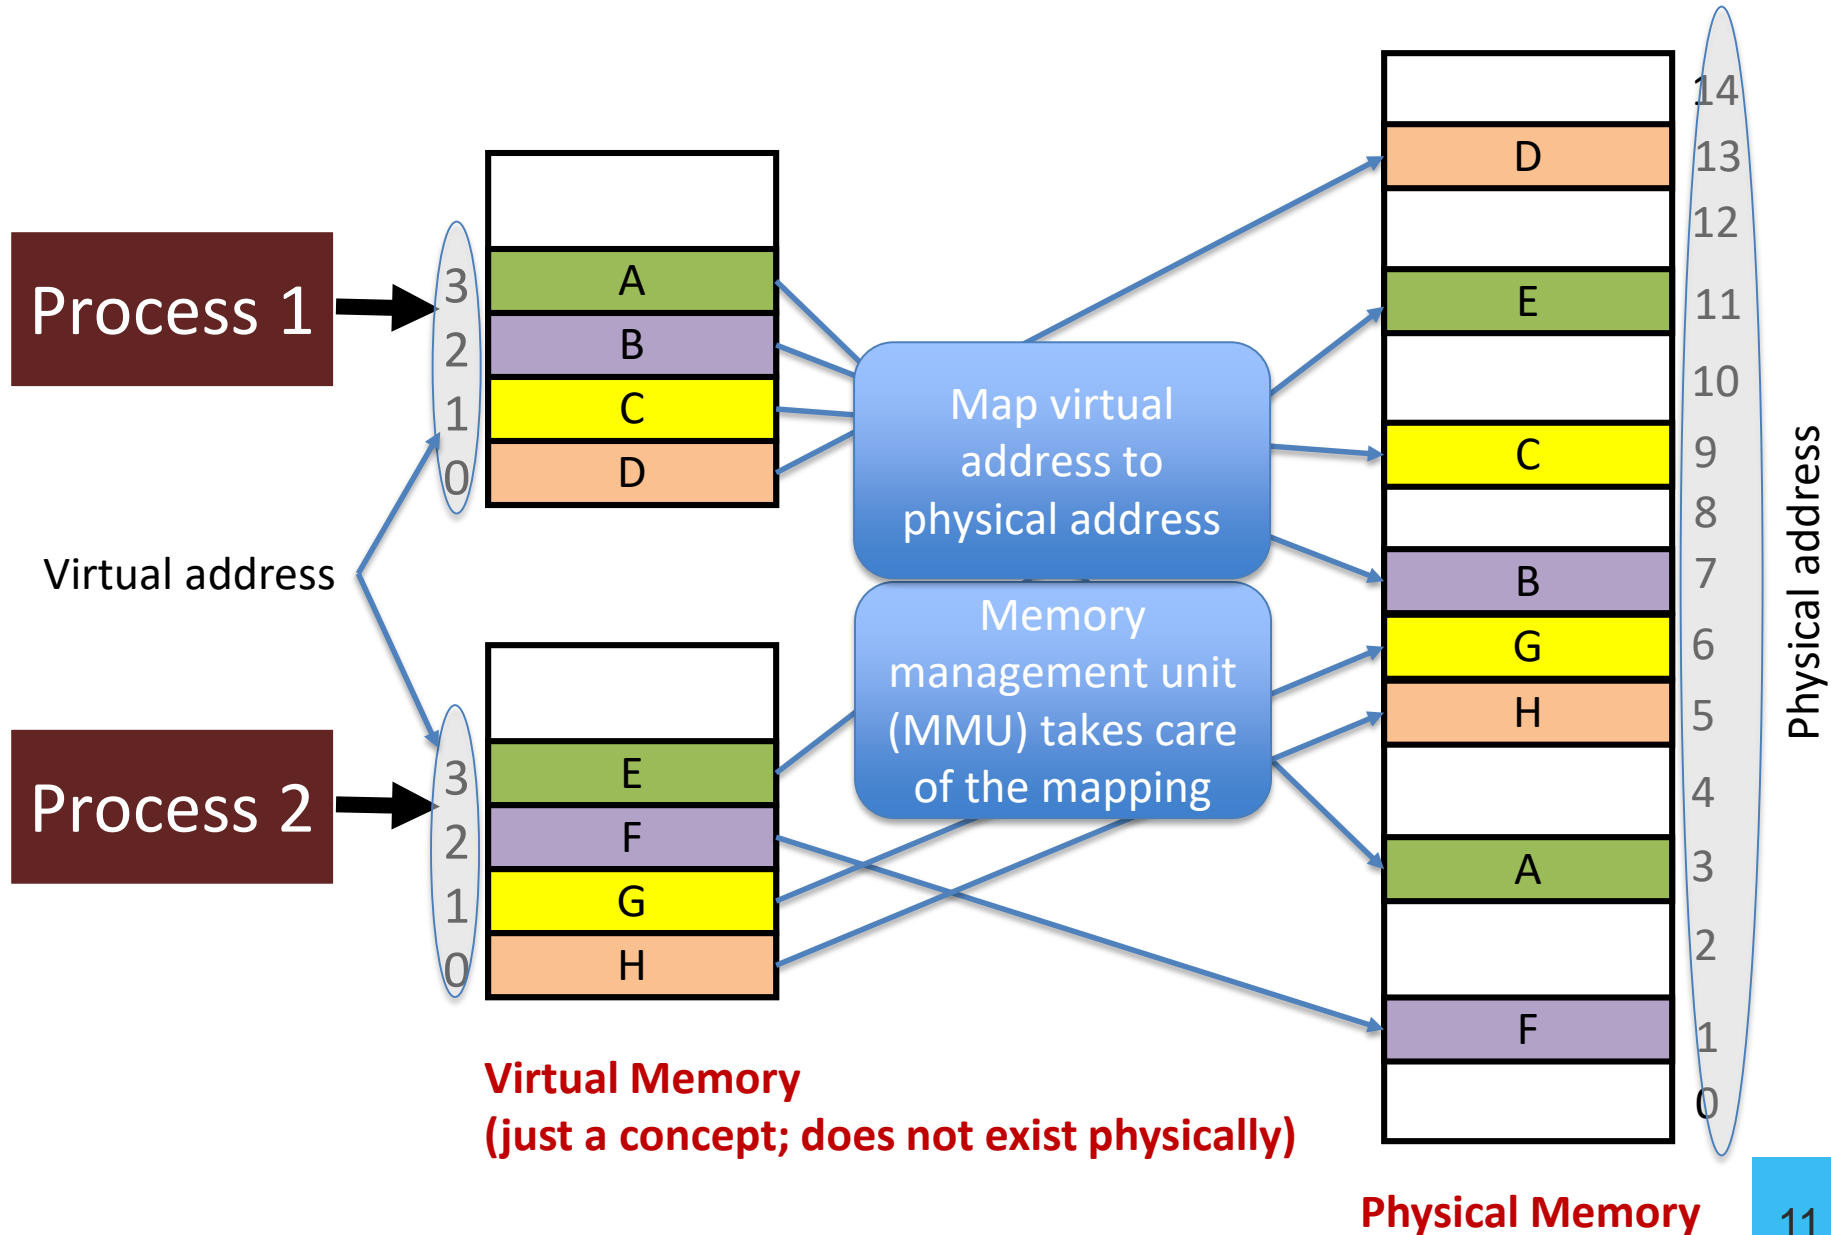 Process 1
3
2
1
0
A
B
C
D
Virtual address
Process 2
3
2
1
0
E
F
G
H
Map virtual
address to
physical address
Memory
management unit
(MMU) takes care
of the mapping
D
E
C
B
G
H
A
F
14
13
12
11
10
9
8
7
6
5
4
3
2
1
0
Physical address
Virtual Memory
(just a concept; does not exist physically)
Physical Memory
11